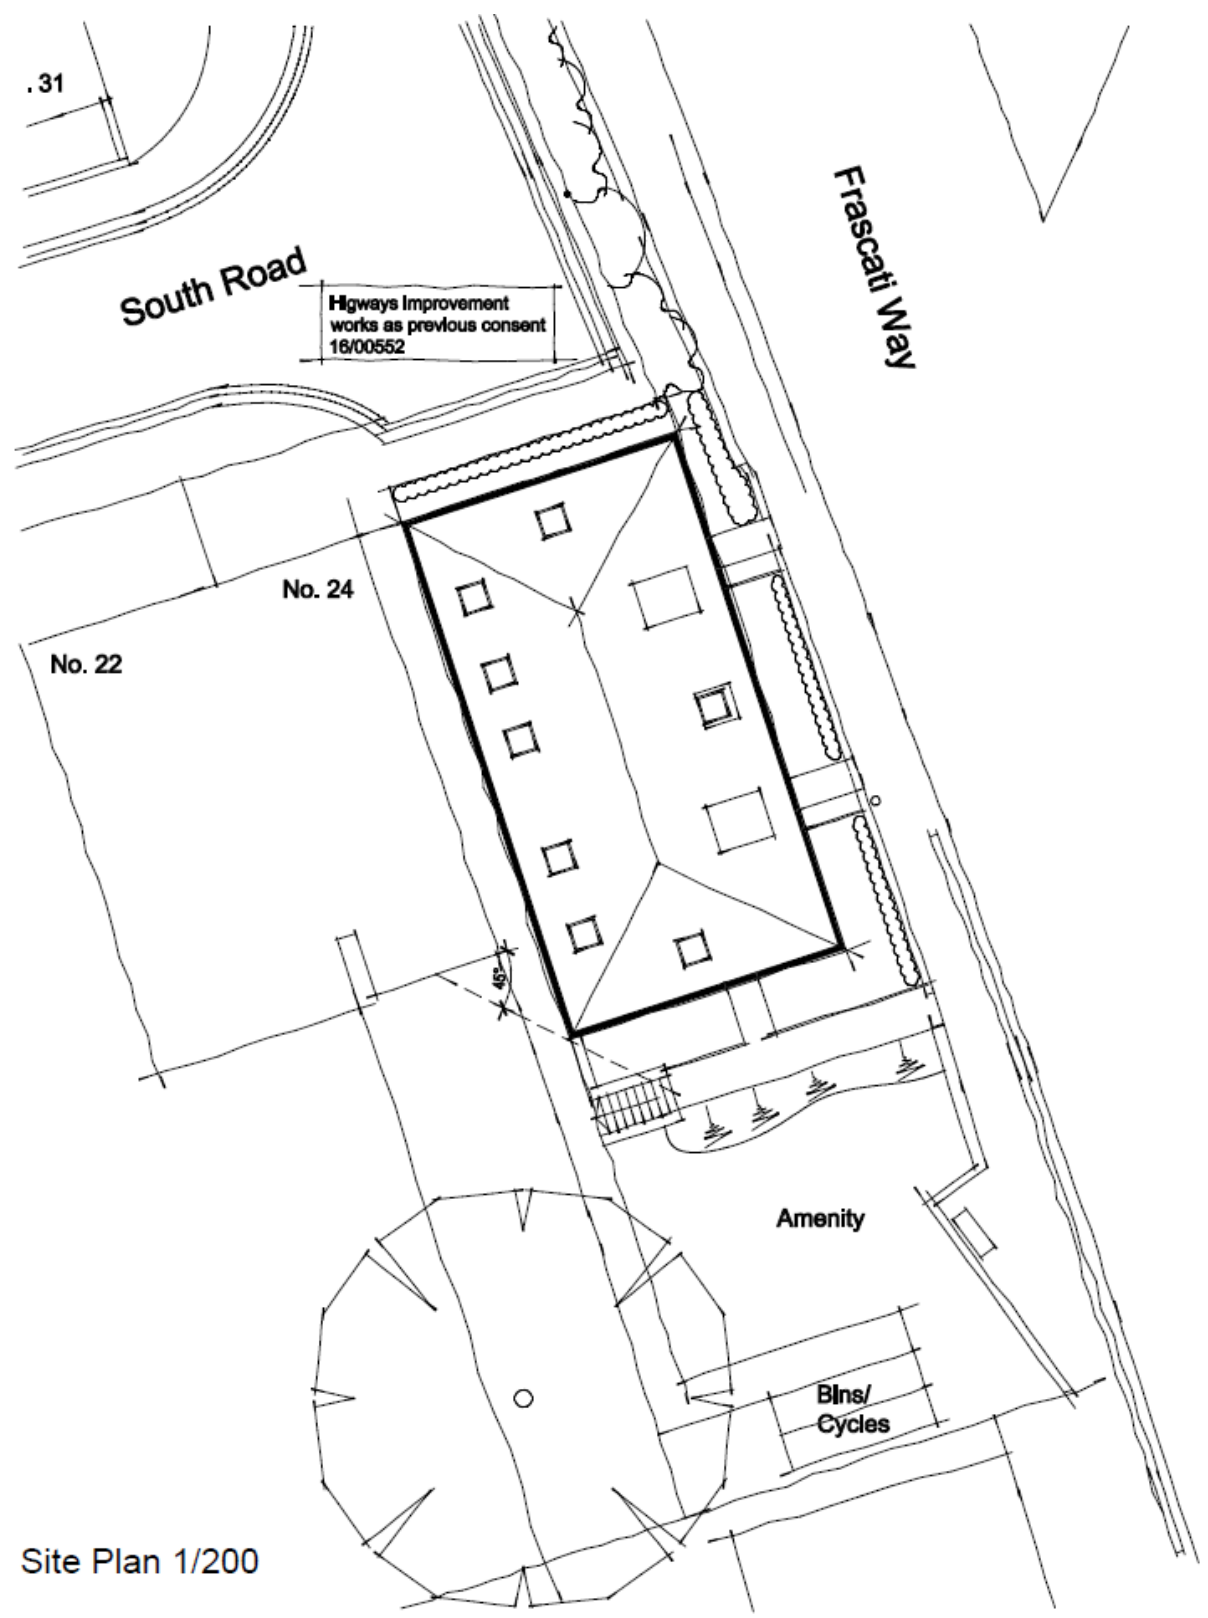 . 31
South Road
Higways Improvement
works as previous consent
16/00552
Frascati Way
No. 24
No. 22
45°
Amenity
Bins/
Cycles
Site Plan 1/200